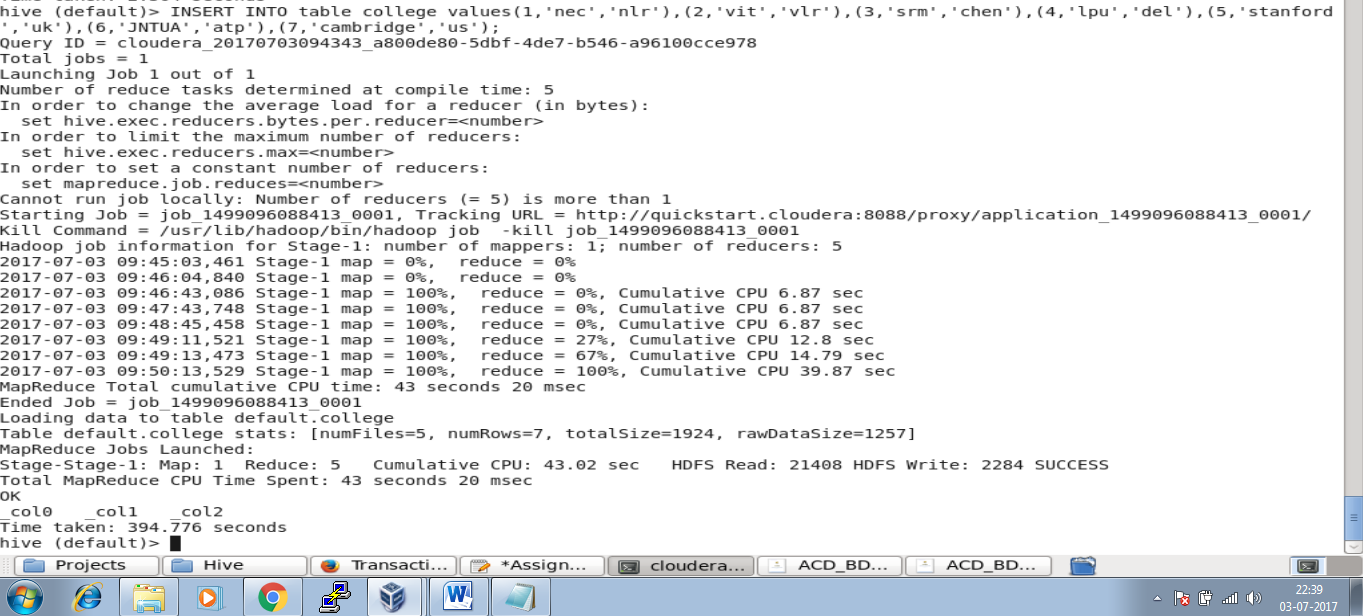 hive (default)> INSERT INTO table college values(1,'nec','nlr'),(2,'vit','vlr'),(3,'srm','chen'),(4,'lpu','del'),(5,'stanford
','uk'),(6,'JNTUA','atp'),(7,'cambridge','us');
Query ID = cloudera_20170703094343_a800de80-5dbf-4de7-b546-a96100cce978
Total jobs = 1
Launching Job 1 out of 1
Number of reduce tasks determined at compile time: 5
In order to change the average load for a reducer (in bytes):
  set hive.exec.reducers.bytes.per.reducer=<number>
In order to limit the maximum number of reducers:
  set hive.exec.reducers.max=<number>
In order to set a constant number of reducers:
  set mapreduce.job.reduces=<number>
Cannot run job locally: Number of reducers (= 5) is more than 1
Starting Job = job_1499096088413_0001, Tracking URL = http://quickstart.cloudera:8088/proxy/application_1499096088413_0001/
Kill Command = /usr/lib/hadoop/bin/hadoop job  -kill job_1499096088413_0001
Hadoop job information for Stage-1: number of mappers: 1; number of reducers: 5
2017-07-03 09:45:03,461 Stage-1 map = 0%,  reduce = 0%
2017-07-03 09:46:04,840 Stage-1 map = 0%,  reduce = 0%
2017-07-03 09:46:43,086 Stage-1 map = 100%,  reduce = 0%, Cumulative CPU 6.87 sec
2017-07-03 09:47:43,748 Stage-1 map = 100%,  reduce = 0%, Cumulative CPU 6.87 sec
2017-07-03 09:48:45,458 Stage-1 map = 100%,  reduce = 0%, Cumulative CPU 6.87 sec
2017-07-03 09:49:11,521 Stage-1 map = 100%,  reduce = 27%, Cumulative CPU 12.8 sec
2017-07-03 09:49:13,473 Stage-1 map = 100%,  reduce = 67%, Cumulative CPU 14.79 sec
2017-07-03 09:50:13,529 Stage-1 map = 100%,  reduce = 100%, Cumulative CPU 39.87 sec
MapReduce Total cumulative CPU time: 43 seconds 20 msec
Ended Job = job_1499096088413_0001
Loading data to table default.college
Table default.college stats: [numFiles=5, numRows=7, totalSize=1924, rawDataSize=1257]
MapReduce Jobs Launched:
Stage-Stage-1: Map: 1  Reduce: 5   Cumulative CPU: 43.02 sec   HDFS Read: 21408 HDFS Write: 2284 SUCCESS
Total MapReduce CPU Time Spent: 43 seconds 20 msec
OK
_col0   _col1   _col2
Time taken: 394.776 seconds
hive (default)>
Projects Hive Transacti... *Assign... cloudera... ACD_BD... ACD_BD...
22:39
03-07-2017